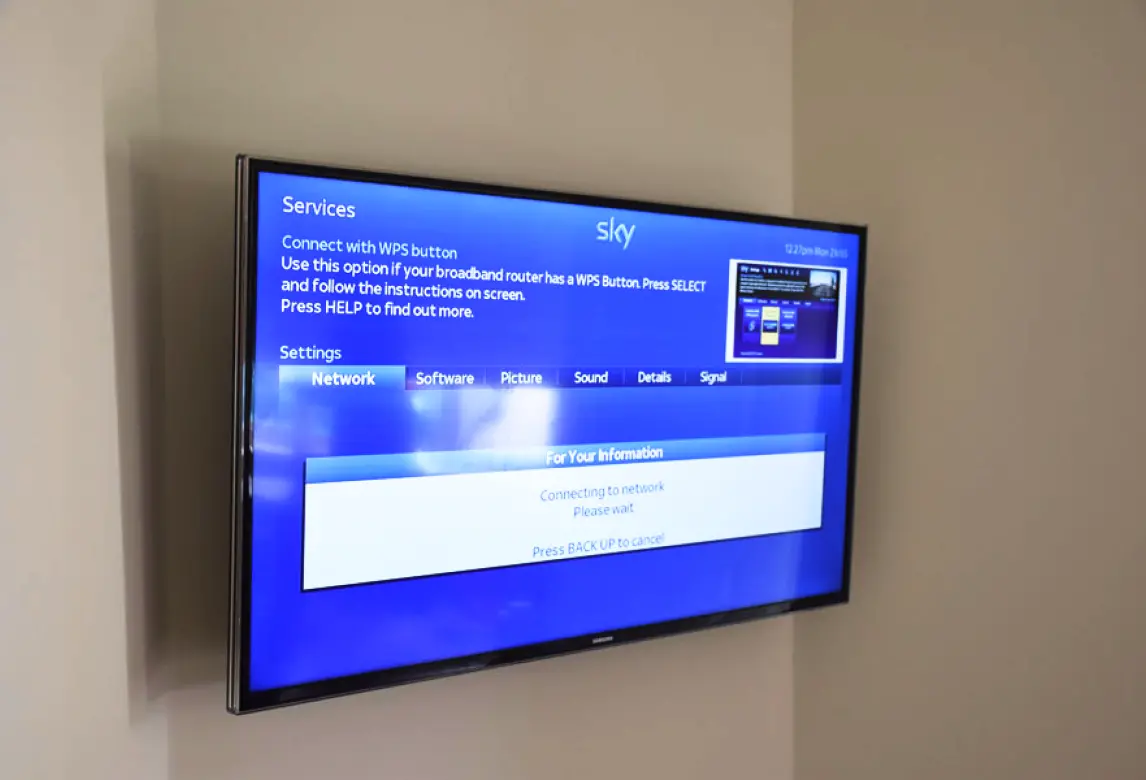 Services
sky
12:27pm Mon
Connect with WPS button
Use this option if your broadband router has a WPS Button. Press SELECT
and follow the instructions on screen.
Press HELP to find out more.
Settings
Network Software Picture Sound Details Signal
For Your Information
Connecting to network
Please wait
Press BACK UP to cancel
SAMSUNG